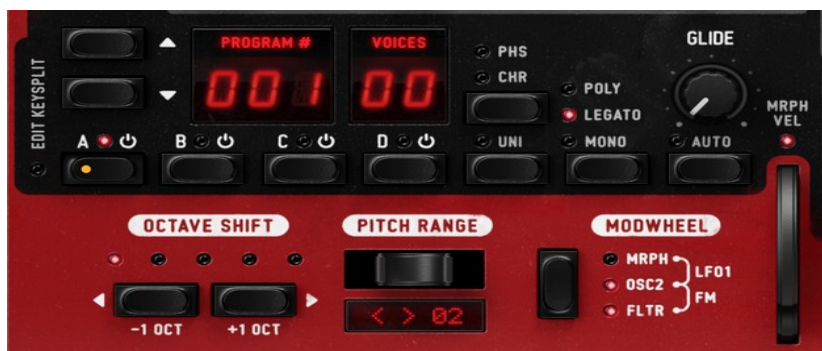 PROGRAM #
VOICES
001
00
EDIT KEYSPLIT
PHS
CHR
GLIDE
POLY
LEGATO
MONO
MRPH
VEL
A
B
C
D
UNI
AUTO
OCTAVE SHIFT
PITCH RANGE
MODWHEEL
MRPH
OSC2
FLTR
LFO1
FM
-1 OCT
+1 OCT
< > 02